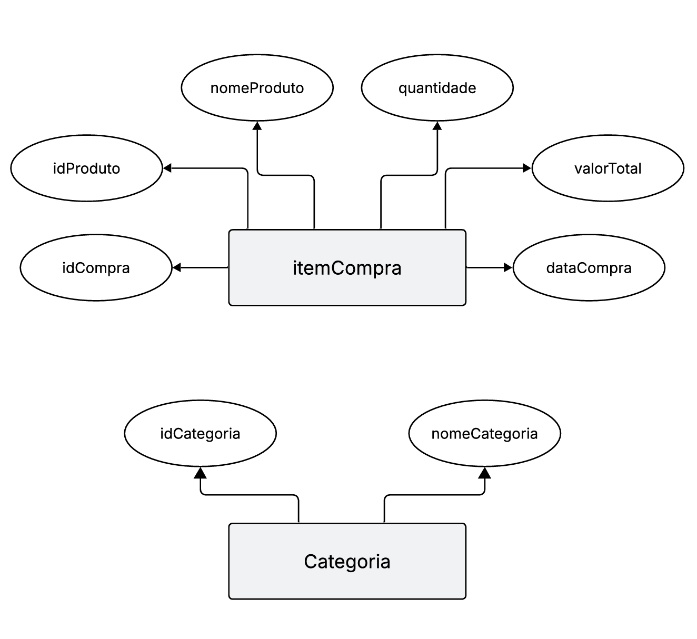 nomeProduto
quantidade
idProduto
valorTotal
idCompra
itemCompra
dataCompra
idCategoria
nomeCategoria
Categoria